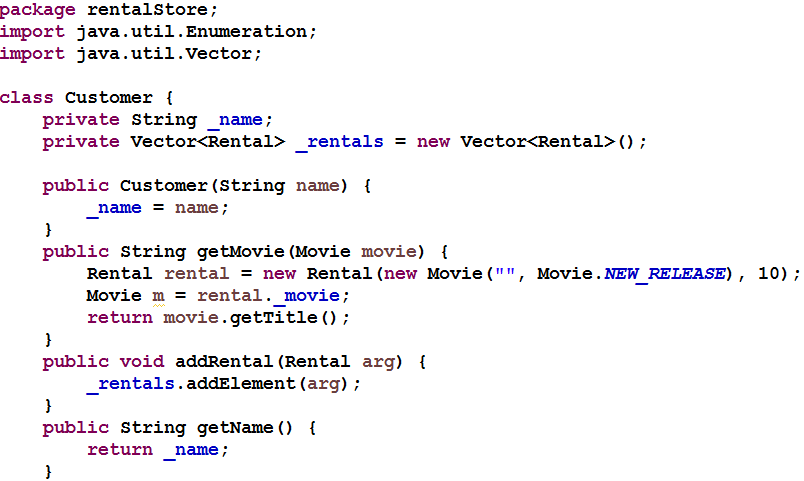 package rentalStore;
import java.util.Enumeration;
import java.util.Vector;

class Customer {
    private String _name;
    private Vector<Rental> _rentals = new Vector<Rental>();

    public Customer(String name) {
        _name = name;
    }
    public String getMovie(Movie movie) {
        Rental rental = new Rental(new Movie("", Movie.NEW_RELEASE), 10);
        Movie m = rental._movie;
        return movie.getTitle();
    }
    public void addRental(Rental arg) {
        _rentals.addElement(arg);
    }
    public String getName() {
        return _name;
    }